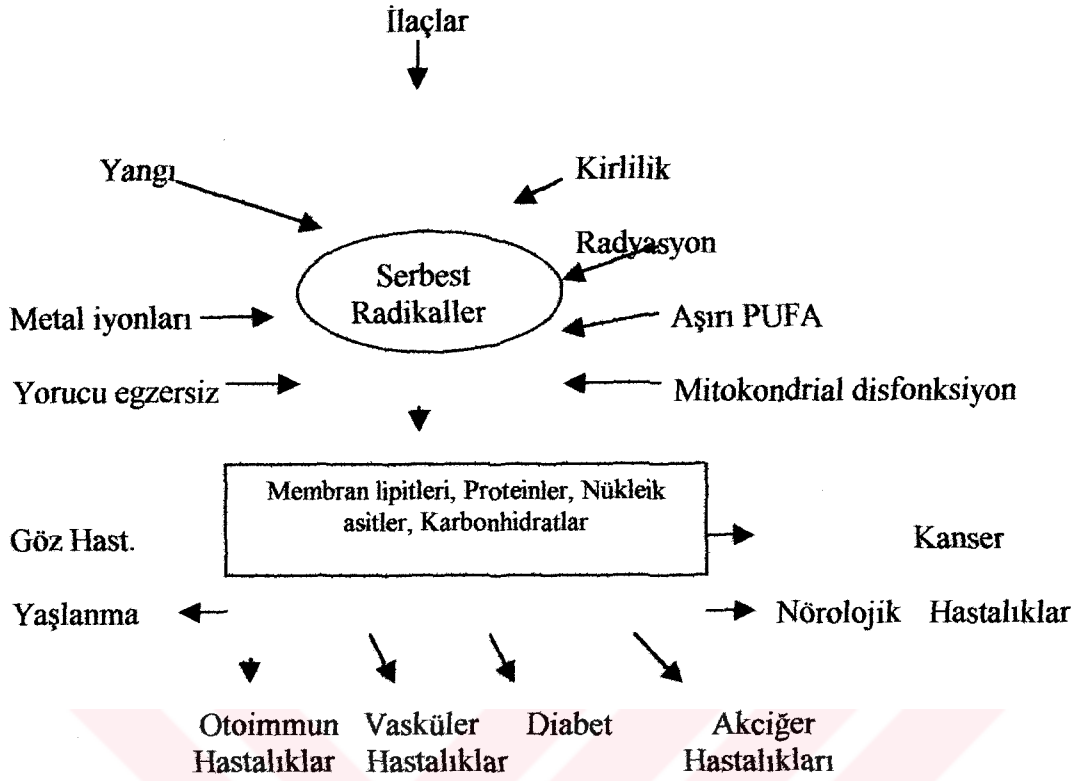 İlaçlar
Yangı
Kirlilik
Radyasyon
Serbest
Radikaller
Metal iyonları
Aşırı PUFA
Yorucu egzersiz
Mitokondrial disfonksiyon
Membran lipitleri, Proteinler, Nükleik
asitler, Karbonhidratlar
Göz Hast.
Kanser
Yaşlanma
Nörolojik Hastalıklar
Otoimmun
Hastalıklar
Vasküler
Hastalıklar
Diabet
Akciğer
Hastalıkları